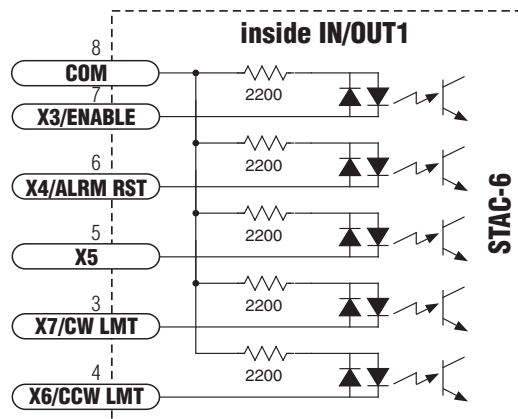 inside IN/OUT1
8
COM
2200
7
X3/ENABLE
2200
6
X4/ALRM RST
2200
5
X5
2200
3
X7/CW LMT
2200
4
X6/CCW LMT
STAC-6